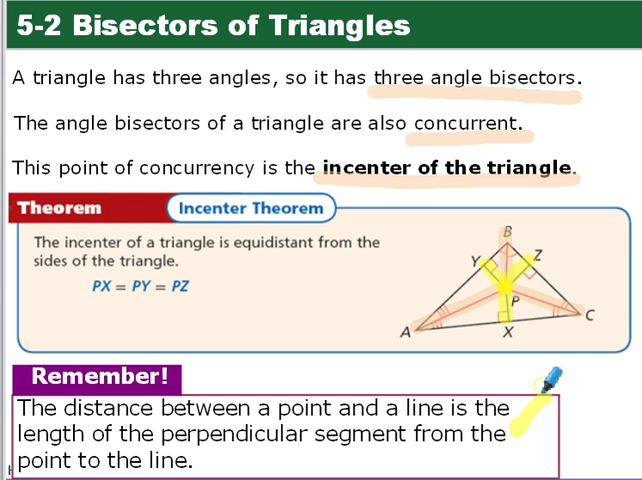 5-2 Bisectors of Triangles
A triangle has three angles, so it has three angle bisectors.
The angle bisectors of a triangle are also concurrent.
This point of concurrency is the incenter of the triangle.
Theorem Incenter Theorem
The incenter of a triangle is equidistant from the
sides of the triangle.
PX = PY = PZ
B
Y
Z
P
A
X
C
Remember!
The distance between a point and a line is the
length of the perpendicular segment from the
point to the line.